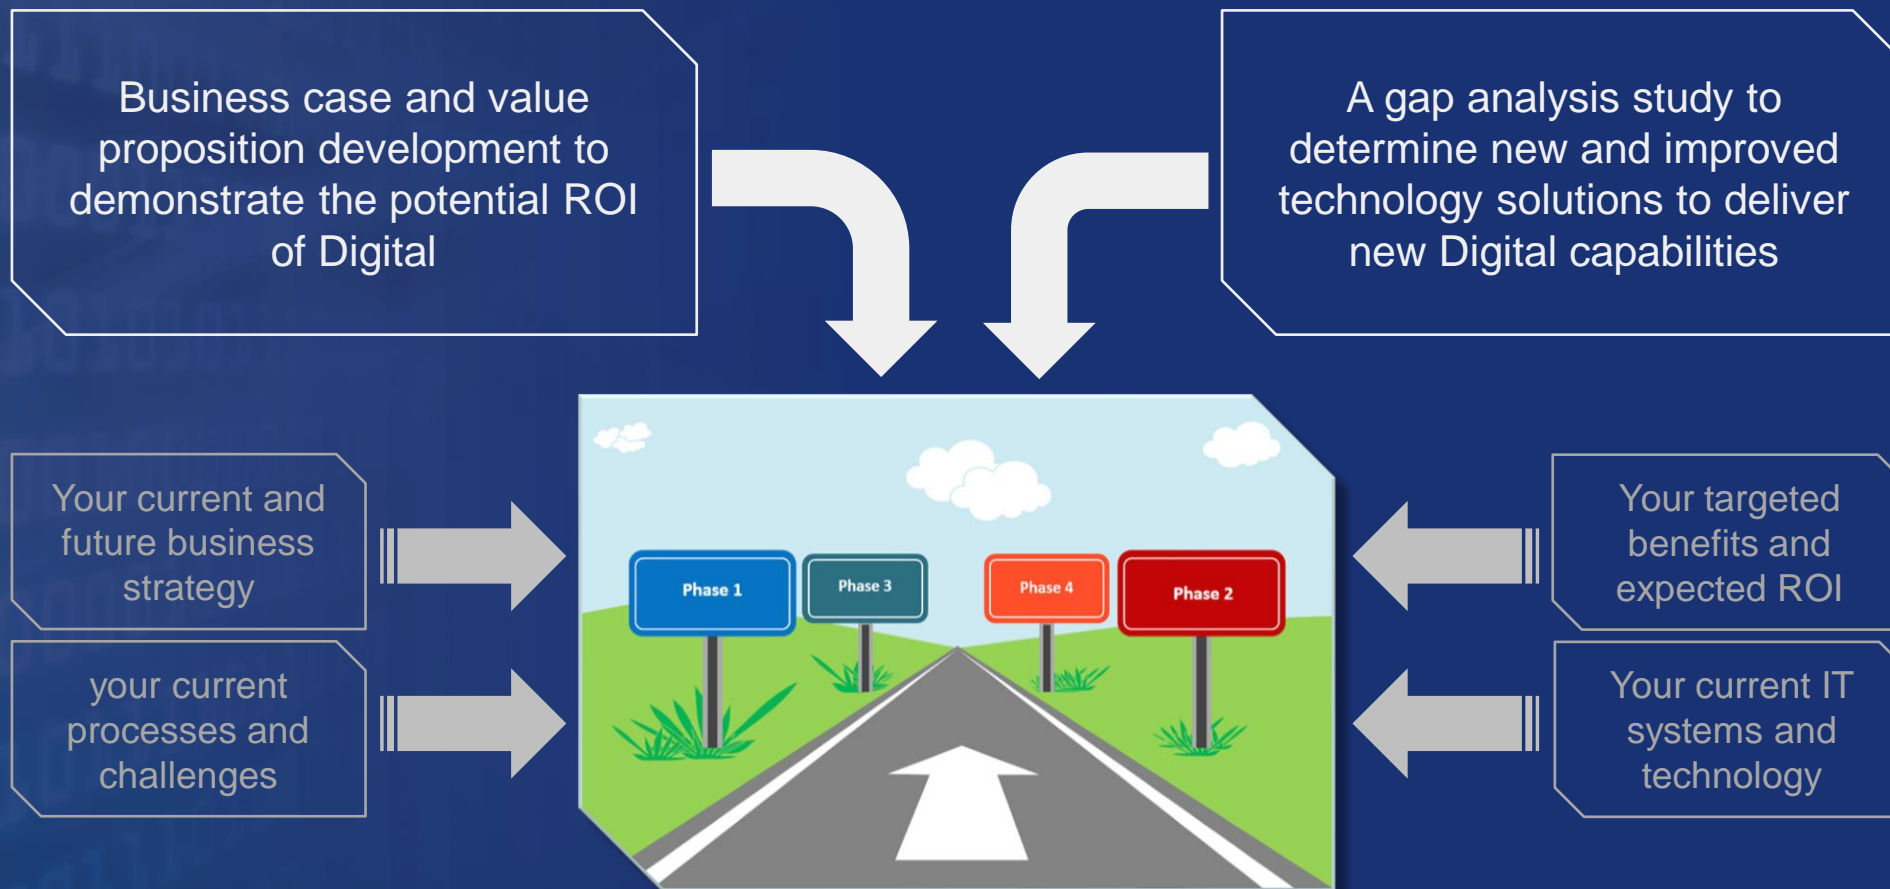 Business case and value
proposition development to
demonstrate the potential ROI
of Digital
A gap analysis study to
determine new and improved
technology solutions to deliver
new Digital capabilities
Your current and
future business
strategy
your current
processes and
challenges
Phase 1
Phase 3
Phase 4
Phase 2
Your targeted
benefits and
expected ROI
Your current IT
systems and
technology